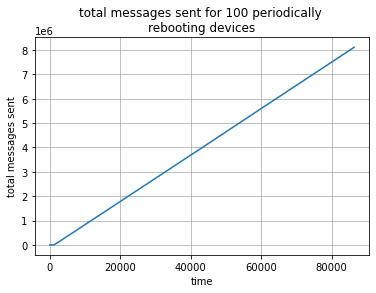 total messages sent for 100 periodically
rebooting devices
1e6
8
7
6
5
4
3
2
1
0
total messages sent
0 20000 40000 60000 80000
time